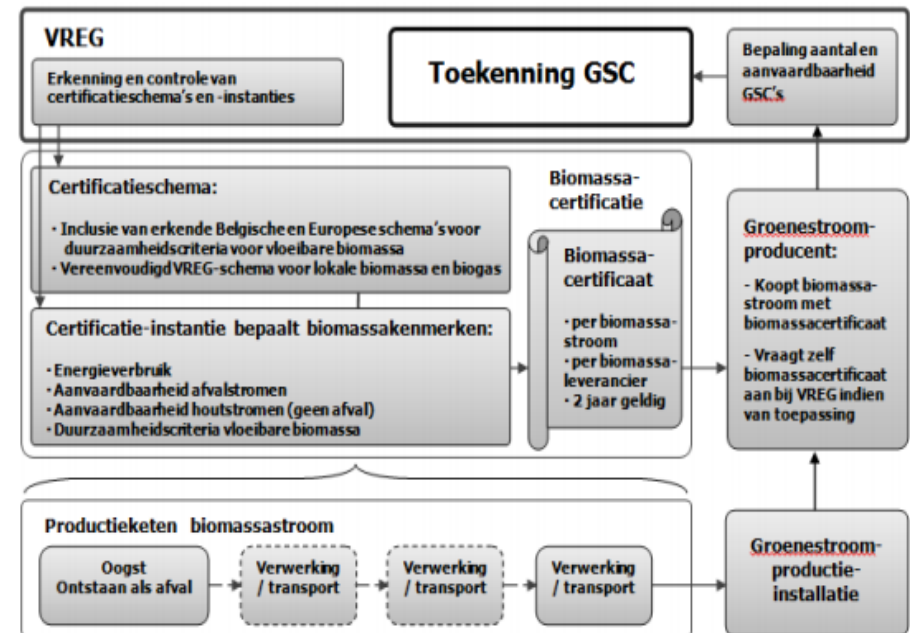 VREG
Erkenning en controle van
certificatieschema's en -instanties
Toekenning GSC
Bepaling aantal en
aanvaardbaarheid
GSC's
Certificatieschema:
· Inclusie van erkende Belgische en Europese schema's voor
duurzaamheidscriteria voor vloeibare biomassa
· Vereenvoudigd VREG-schema voor lokale biomassa en biogas
Certificatie-instantie bepaalt biomassakenmerken:
· Energieverbruik
· Aanvaardbaarheid afvalstromen
· Aanvaardbaarheid houtstromen (geen afval)
· Duurzaamheidscriteria vloeibare biomassa
Biomassa-
certificatie
Biomassa-
certificaat
· per biomassa-
stroom
· per biomassa-
leverancier
· 2 jaar geldig
Groenestroom-
producent:
- Koopt biomassa-
stroom met
biomassacertificaat
- Vraagt zelf
biomassacertificaat
aan bij VREG indien
van toepassing
Productieketen biomassastroom
Oogst
Ontstaan als afval
Verwerking
/ transport
Verwerking
/ transport
Verwerking
/ transport
Groenestroom-
productie-
installatie